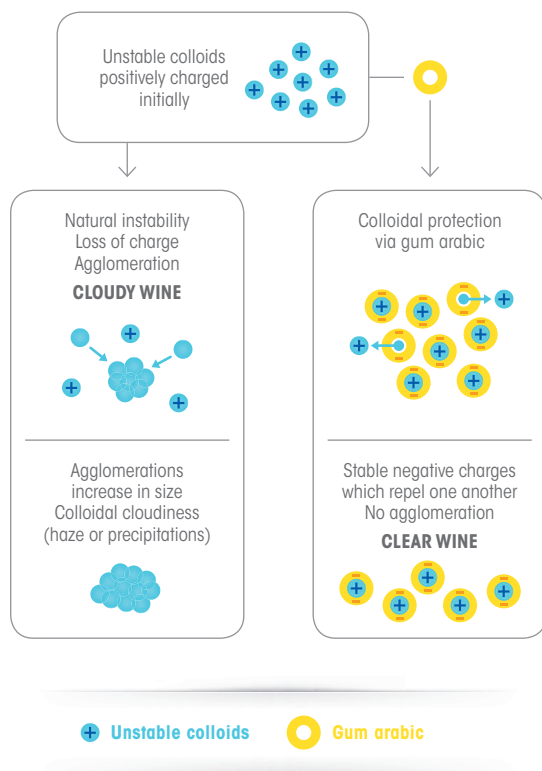 Unstable colloids
positively charged
initially
Natural instability
Loss of charge
Agglomeration
CLOUDY WINE
Agglomerations
increase in size
Colloidal cloudiness
(haze or precipitations)
Colloidal protection
via gum arabic
Stable negative charges
which repel one another
No agglomeration
CLEAR WINE
Unstable colloids
Gum arabic